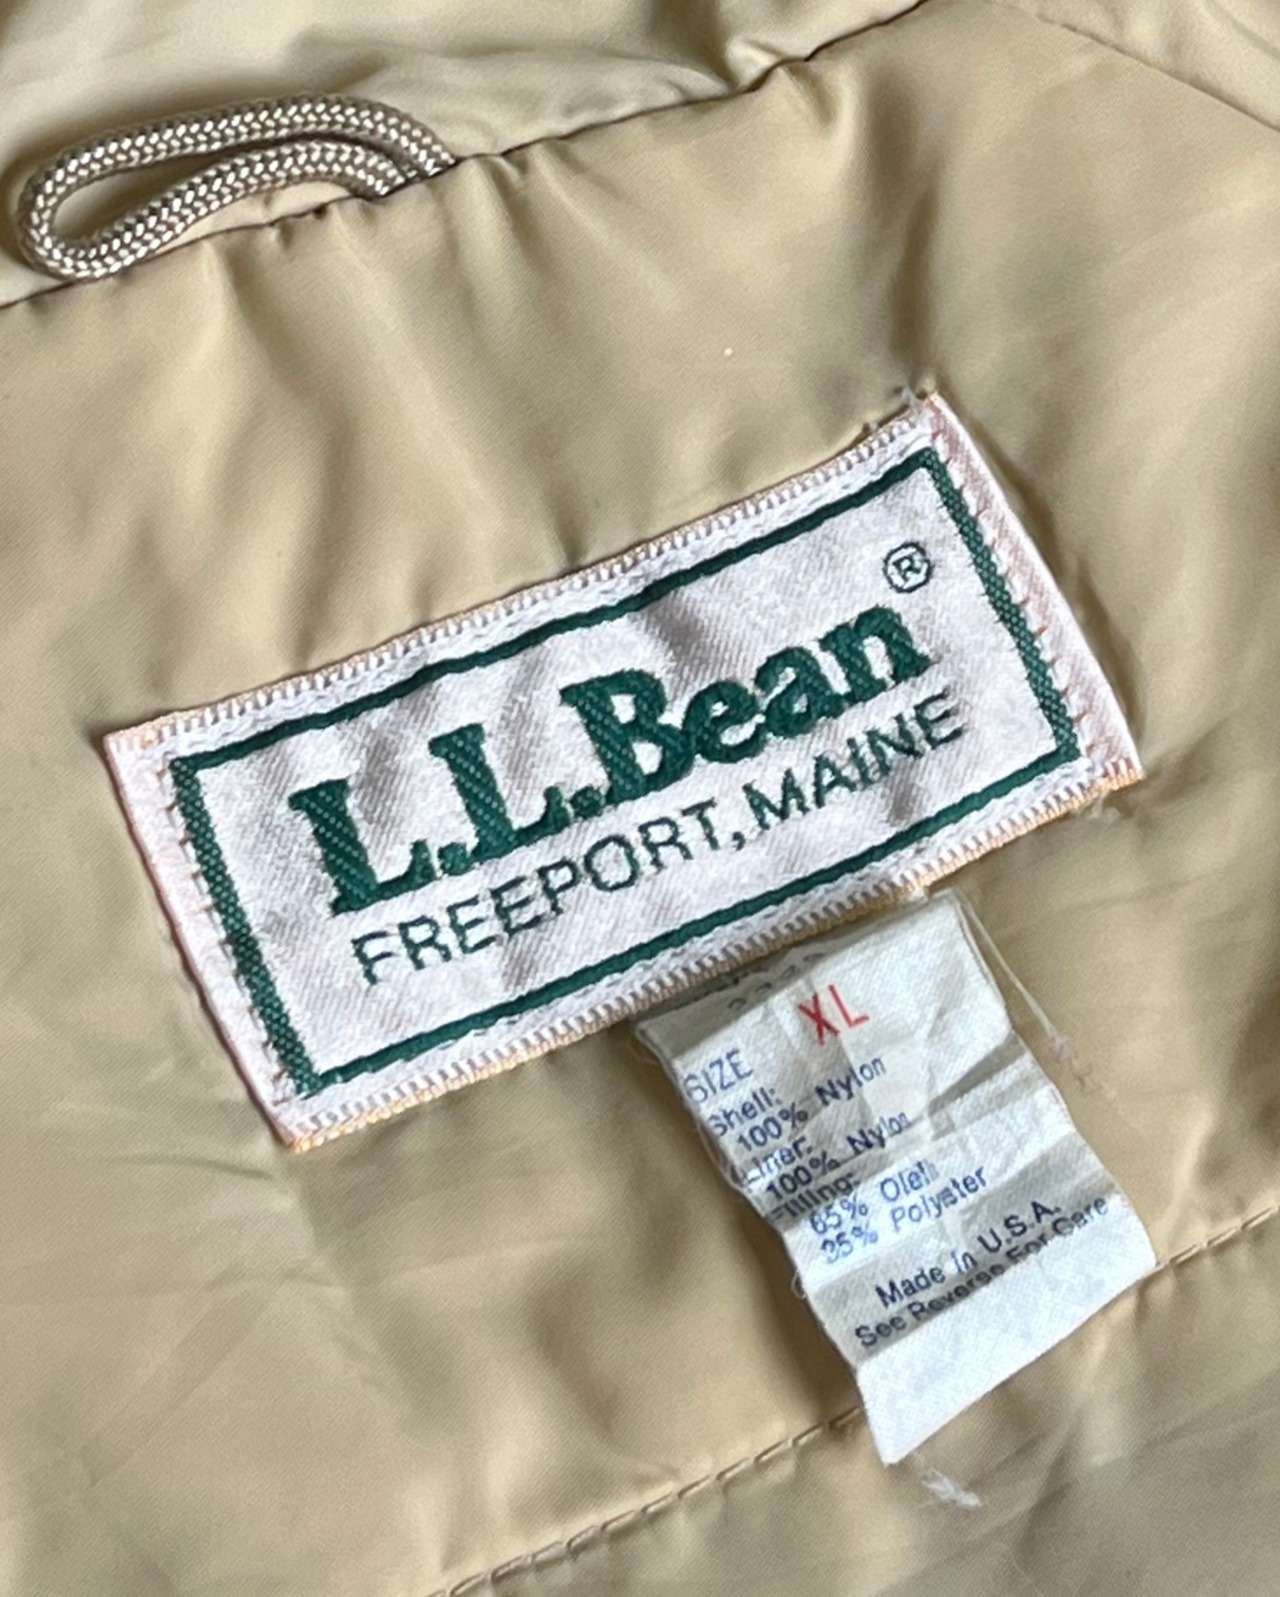 L.L.Bean®
FREEPORT, MAINE
XL
SIZE
Shell:
100% Nylon
Liner:
100% Nylon
Filling:
65% Olefin
35% Polyester
Made In U.S.A.
See Reverse For Care